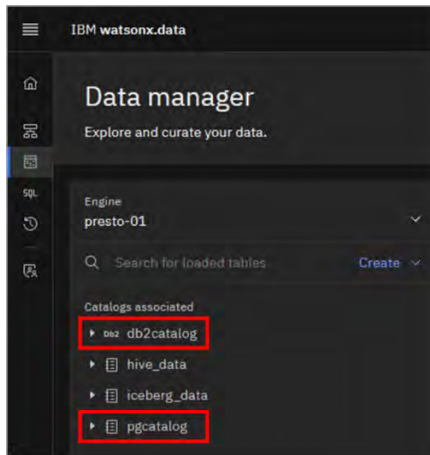 IBM watsonx.data
Data manager
Explore and curate your data.
SQL
Engine
presto-01
Search for loaded tables
Create
Catalogs associated
Db2 db2catalog
hive_data
iceberg_data
pgcatalog